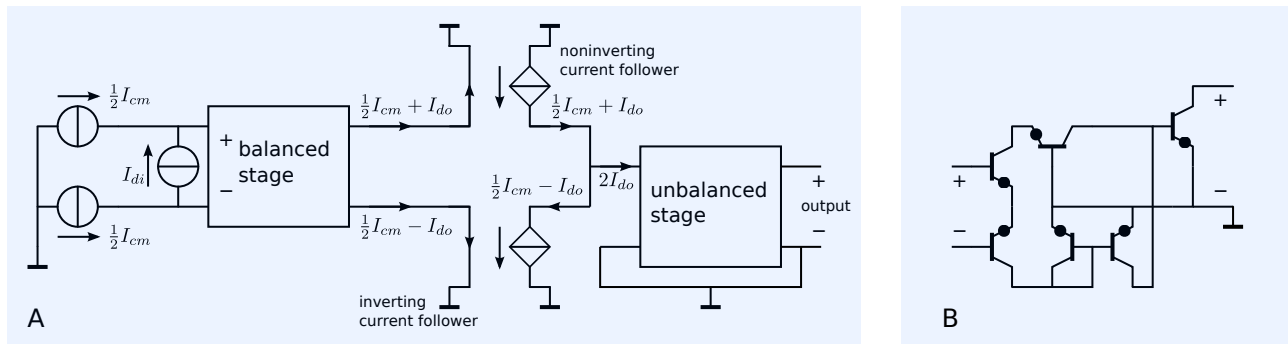 noninverting
current follower
½I_cm
½I_cm + I_do
½I_cm + I_do
+
balanced
stage
−
I_di
½I_cm
½I_cm − I_do
½I_cm − I_do
2I_do
unbalanced
stage
+
output
−
inverting
current follower
A
+
+
−
−
B